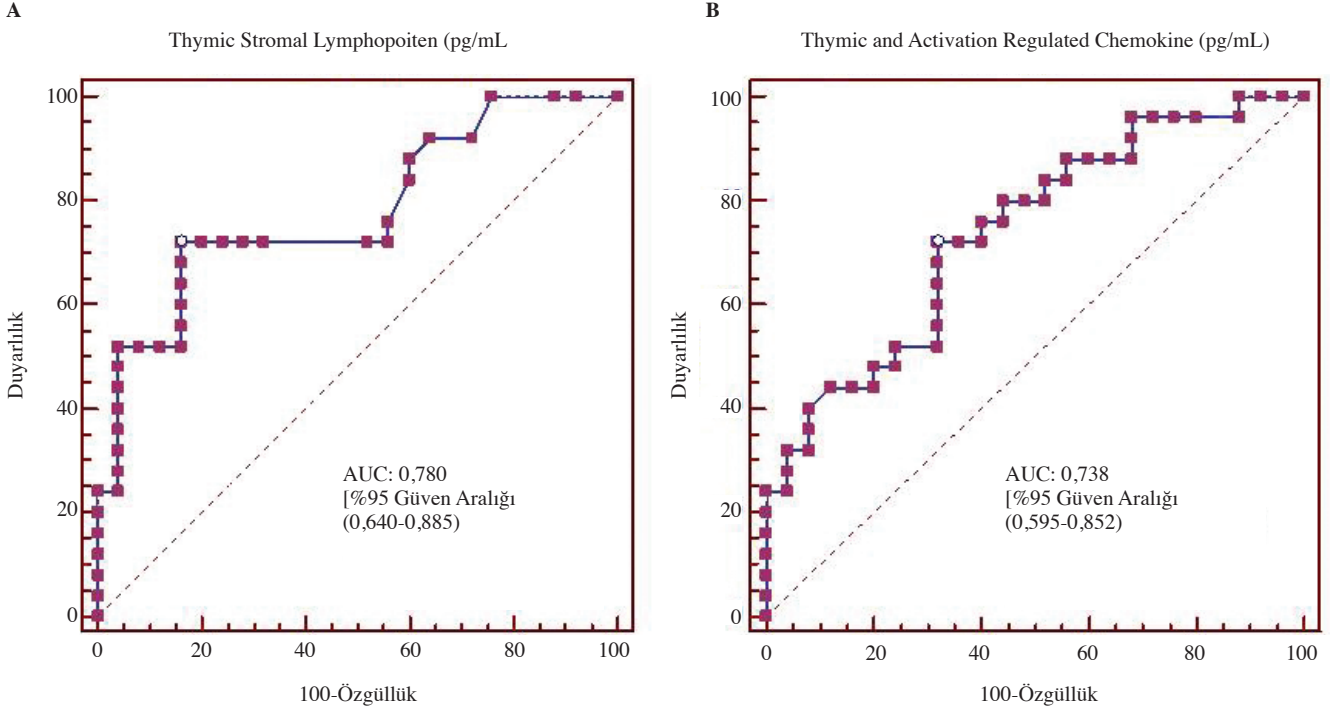 A
Thymic Stromal Lymphopoiten (pg/mL
100
80
60
40
20
0
Duyarlılık
AUC: 0,780
[%95 Güven Aralığı
(0,640-0,885)
0 20 40 60 80 100
100-Özgüllük
B
Thymic and Activation Regulated Chemokine (pg/mL)
100
80
60
40
20
0
Duyarlılık
AUC: 0,738
[%95 Güven Aralığı
(0,595-0,852)
0 20 40 60 80 100
100-Özgüllük